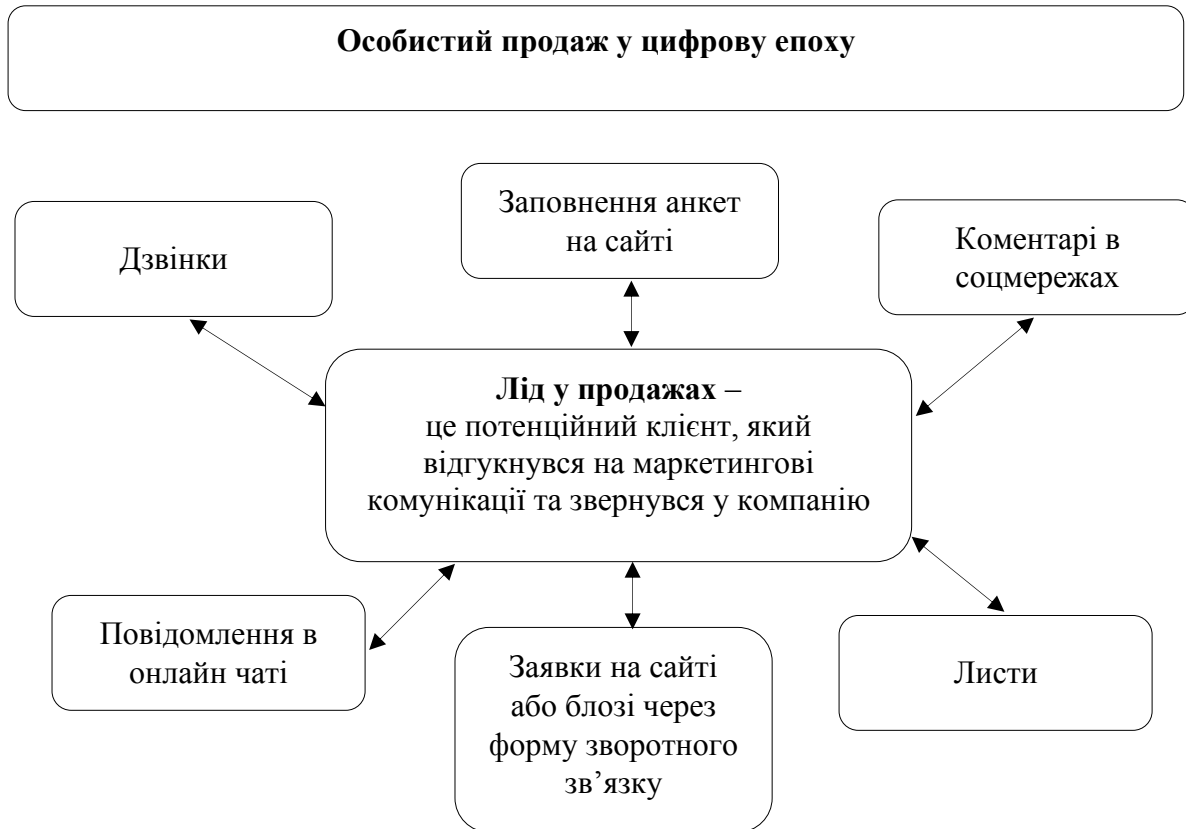 Особистий продаж у цифрову епоху
Заповнення анкет
на сайті
Дзвінки
Коментарі в
соцмережах
Лід у продажах –
це потенційний клієнт, який
відгукнувся на маркетингові
комунікації та звернувся у компанію
Повідомлення в
онлайн чаті
Заявки на сайті
або блозі через
форму зворотного
зв’язку
Листи